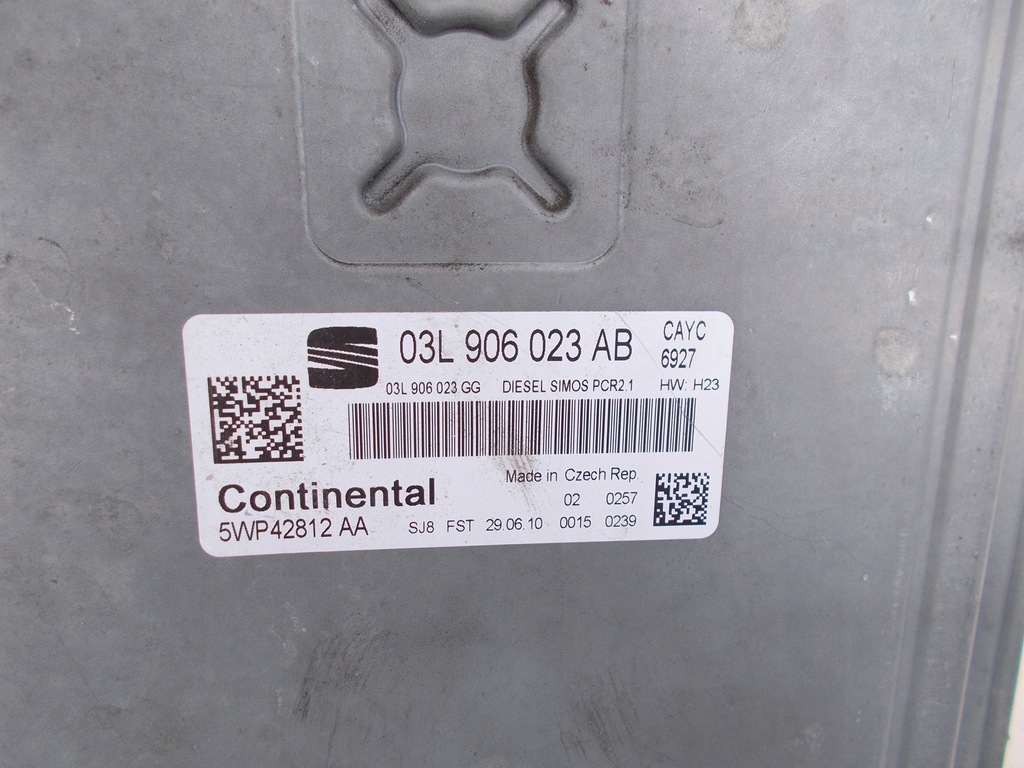 03L 906 023 AB
CAYC
6927
03L 906 023 GG DIESEL SIMOS PCR2.1 HW: H23
Made in Czech Rep
Continental
02 0257
5WP42812 AA SJ8 FST 29.06.10 0015 0239